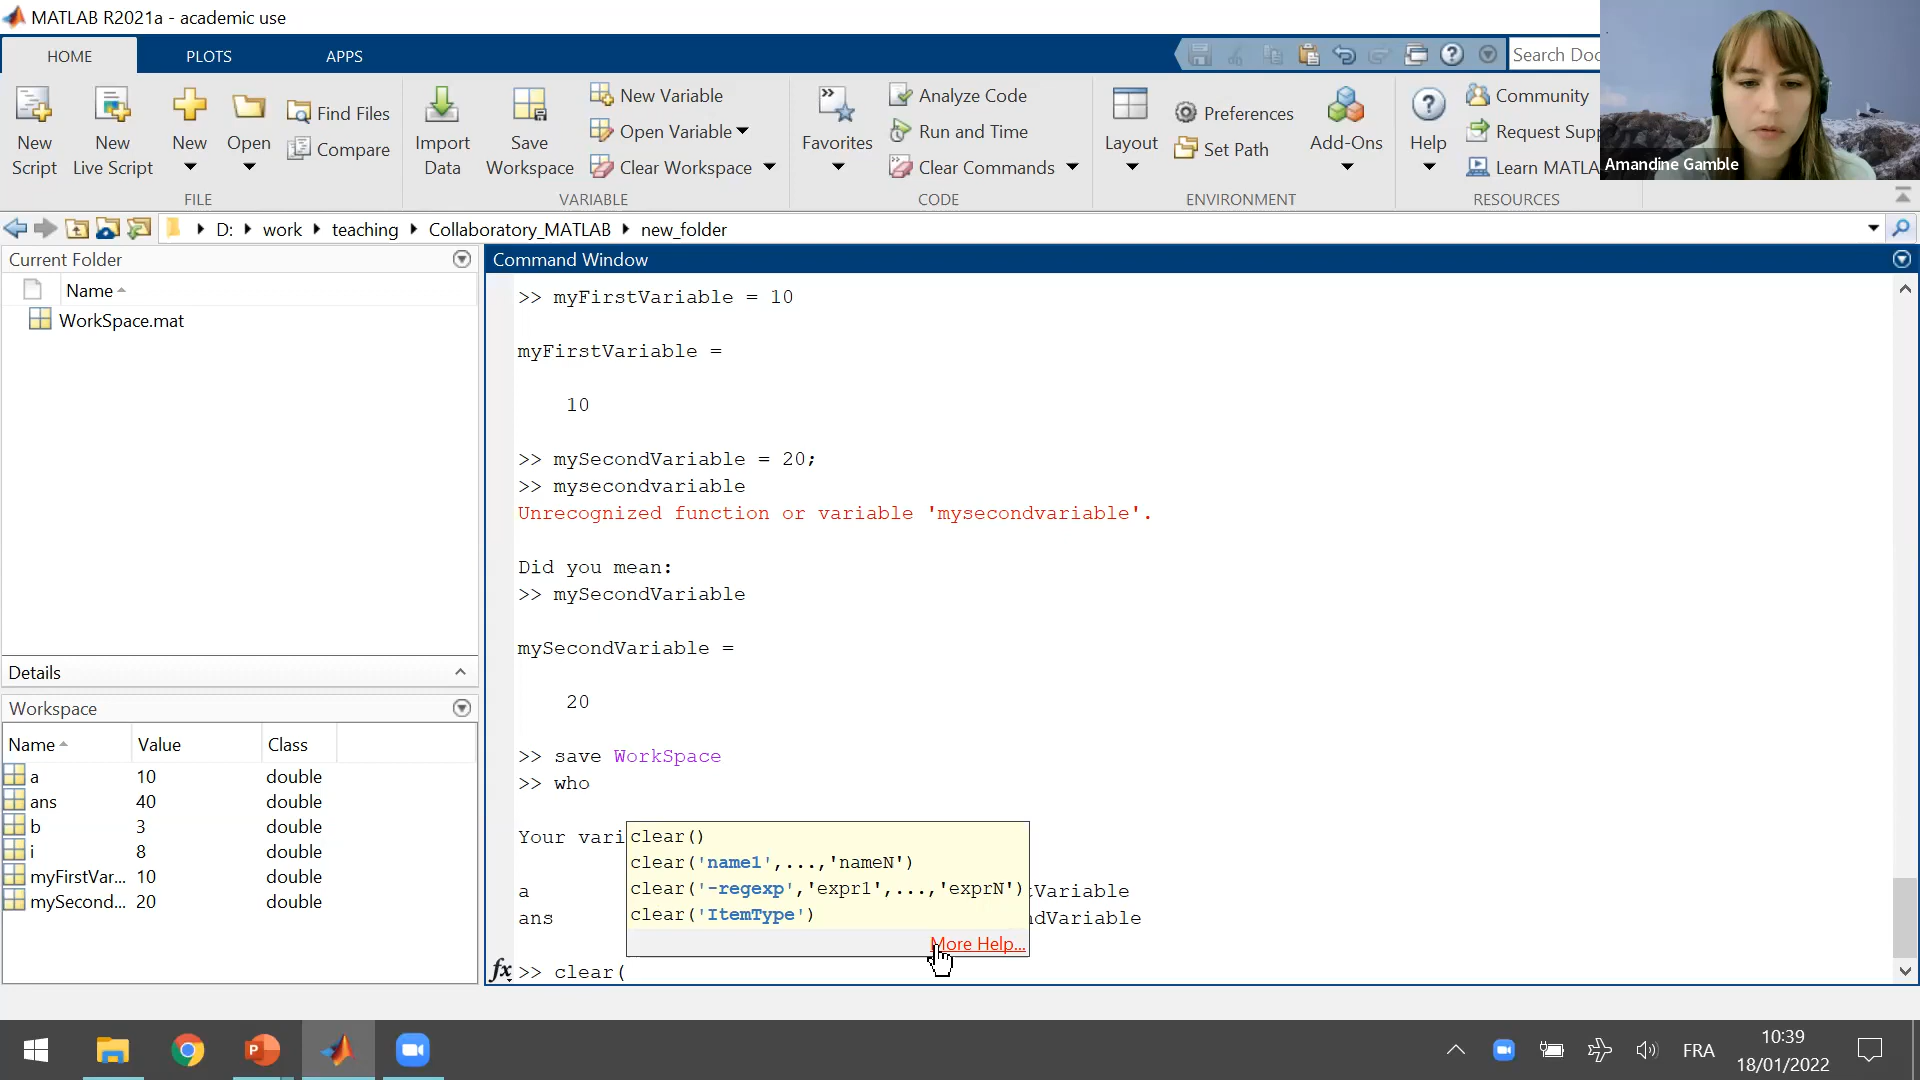 MATLAB R2021a - academic use
HOME PLOTS APPS
Search Doc
New Script
New Live Script
New
Open
Find Files
Compare
Import Data
Save Workspace
New Variable
Open Variable
Clear Workspace
Favorites
Analyze Code
Run and Time
Clear Commands
Layout
Preferences
Set Path
Add-Ons
Help
Community
Request Supp
Learn MATLA
FILE VARIABLE CODE ENVIRONMENT RESOURCES
Amandine Gamble
D: work teaching Collaboratory_MATLAB new_folder
Current Folder
Name
WorkSpace.mat
Details
Workspace
Name Value Class
a 10 double
ans 40 double
b 3 double
i 8 double
myFirstVar... 10 double
mySecond... 20 double
Command Window
>> myFirstVariable = 10
myFirstVariable =
10
>> mySecondVariable = 20;
>> mysecondvariable
Unrecognized function or variable 'mysecondvariable'.
Did you mean:
>> mySecondVariable
mySecondVariable =
20
>> save WorkSpace
>> who
Your vari
a tVariable
ans ndVariable
clear()
clear('name1',...,'nameN')
clear('-regexp','expr1',...,'exprN')
clear('ItemType')
More Help...
fx >> clear(
FRA
10:39
18/01/2022